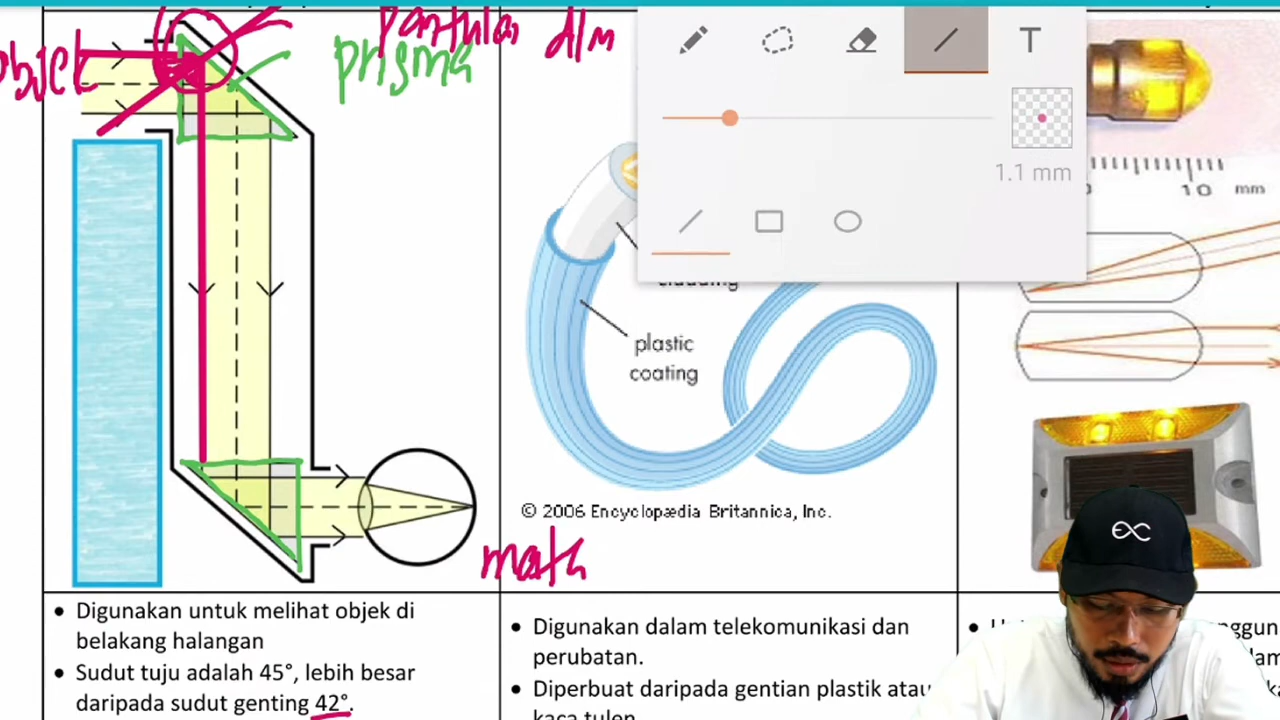 objek
pantulan dlm
prisma
T
1.1 mm
10 mm
cladding
plastic
coating
© 2006 Encyclopædia Britannica, Inc.
mata
• Digunakan untuk melihat objek di
belakang halangan
• Sudut tuju adalah 45°, lebih besar
daripada sudut genting 42°.
• Digunakan dalam telekomunikasi dan
perubatan.
• Diperbuat daripada gentian plastik atau
kaca tulen